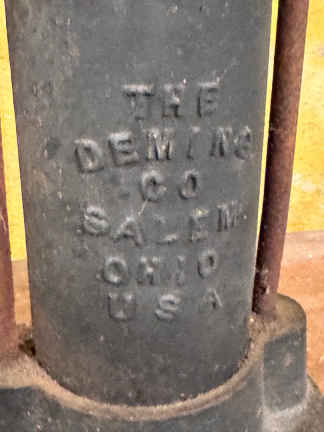 THE
DEMING
CO
SALEM
OHIO
USA